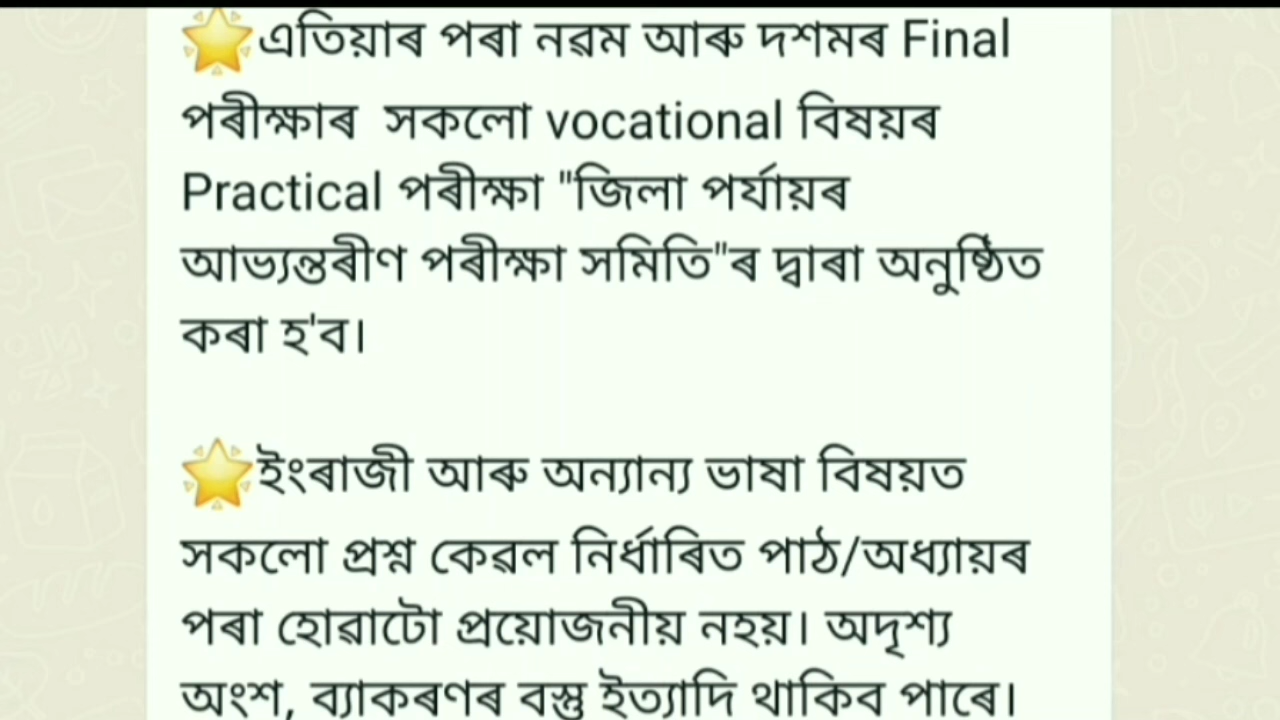 🌟এতিয়াৰ পৰা নৱম আৰু দশমৰ Final
পৰীক্ষাৰ সকলো vocational বিষয়ৰ
Practical পৰীক্ষা "জিলা পৰ্যায়ৰ
আভ্যন্তৰীণ পৰীক্ষা সমিতি"ৰ দ্বাৰা অনুষ্ঠিত
কৰা হ'ব।
🌟ইংৰাজী আৰু অন্যান্য ভাষা বিষয়ত
সকলো প্ৰশ্ন কেৱল নিৰ্ধাৰিত পাঠ/অধ্যায়ৰ
পৰা হোৱাটো প্ৰয়োজনীয় নহয়। অদৃশ্য
অংশ, ব্যাকৰণৰ বস্তু ইত্যাদি থাকিব পাৰে।